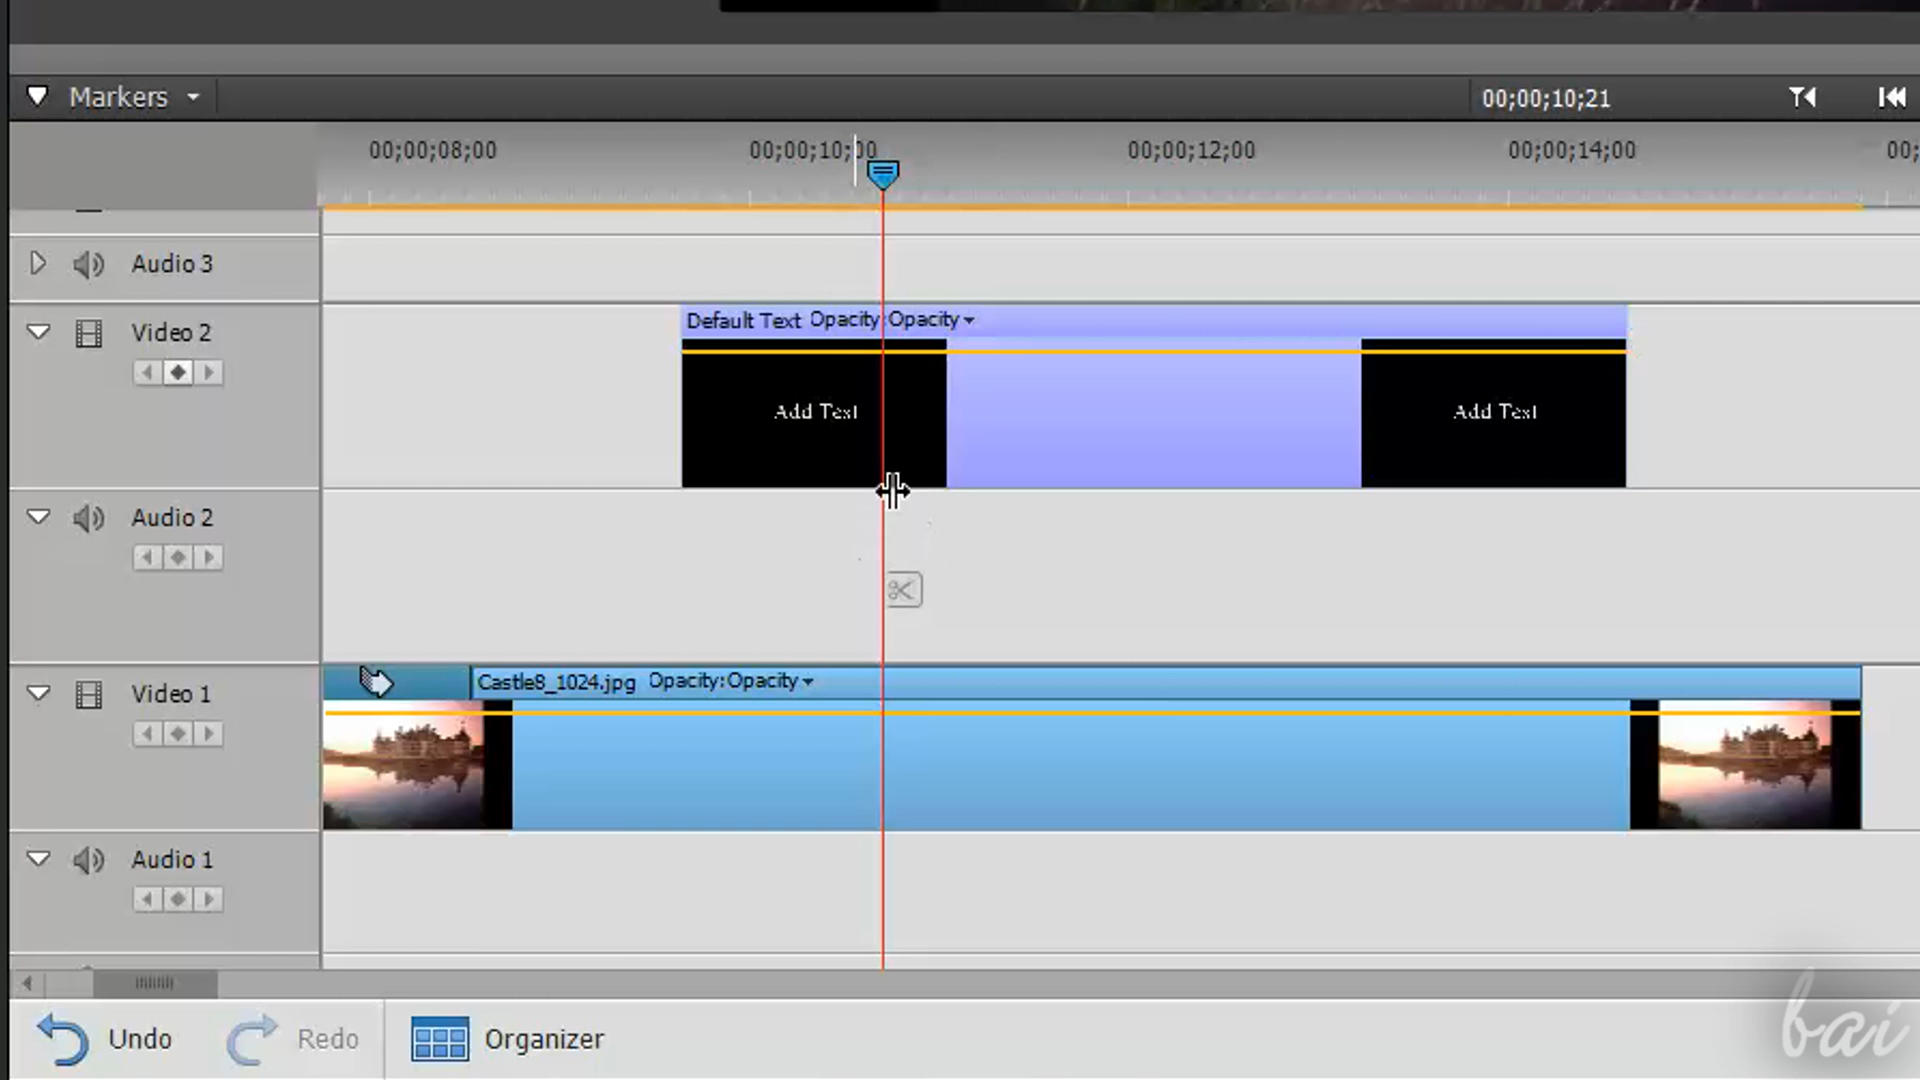 Markers
00;00;10;21
00;00;08;00
00;00;10;00
00;00;12;00
00;00;14;00
00;
Audio 3
Default Text Opacity:Opacity
Video 2
Add Text
Add Text
Audio 2
Castle8_1024.jpg Opacity:Opacity
Video 1
Audio 1
Undo
Redo
Organizer
bai